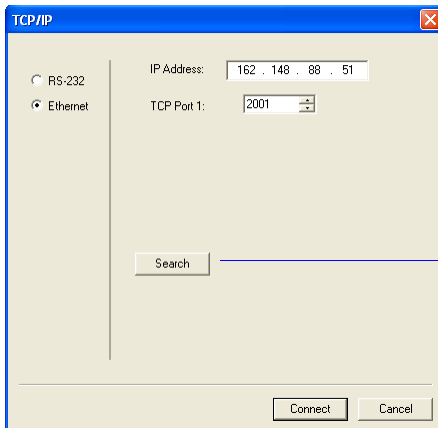 TCP/IP
RS-232
Ethernet
IP Address: 162 . 148 . 88 . 51
TCP Port 1: 2001
Search
Connect Cancel